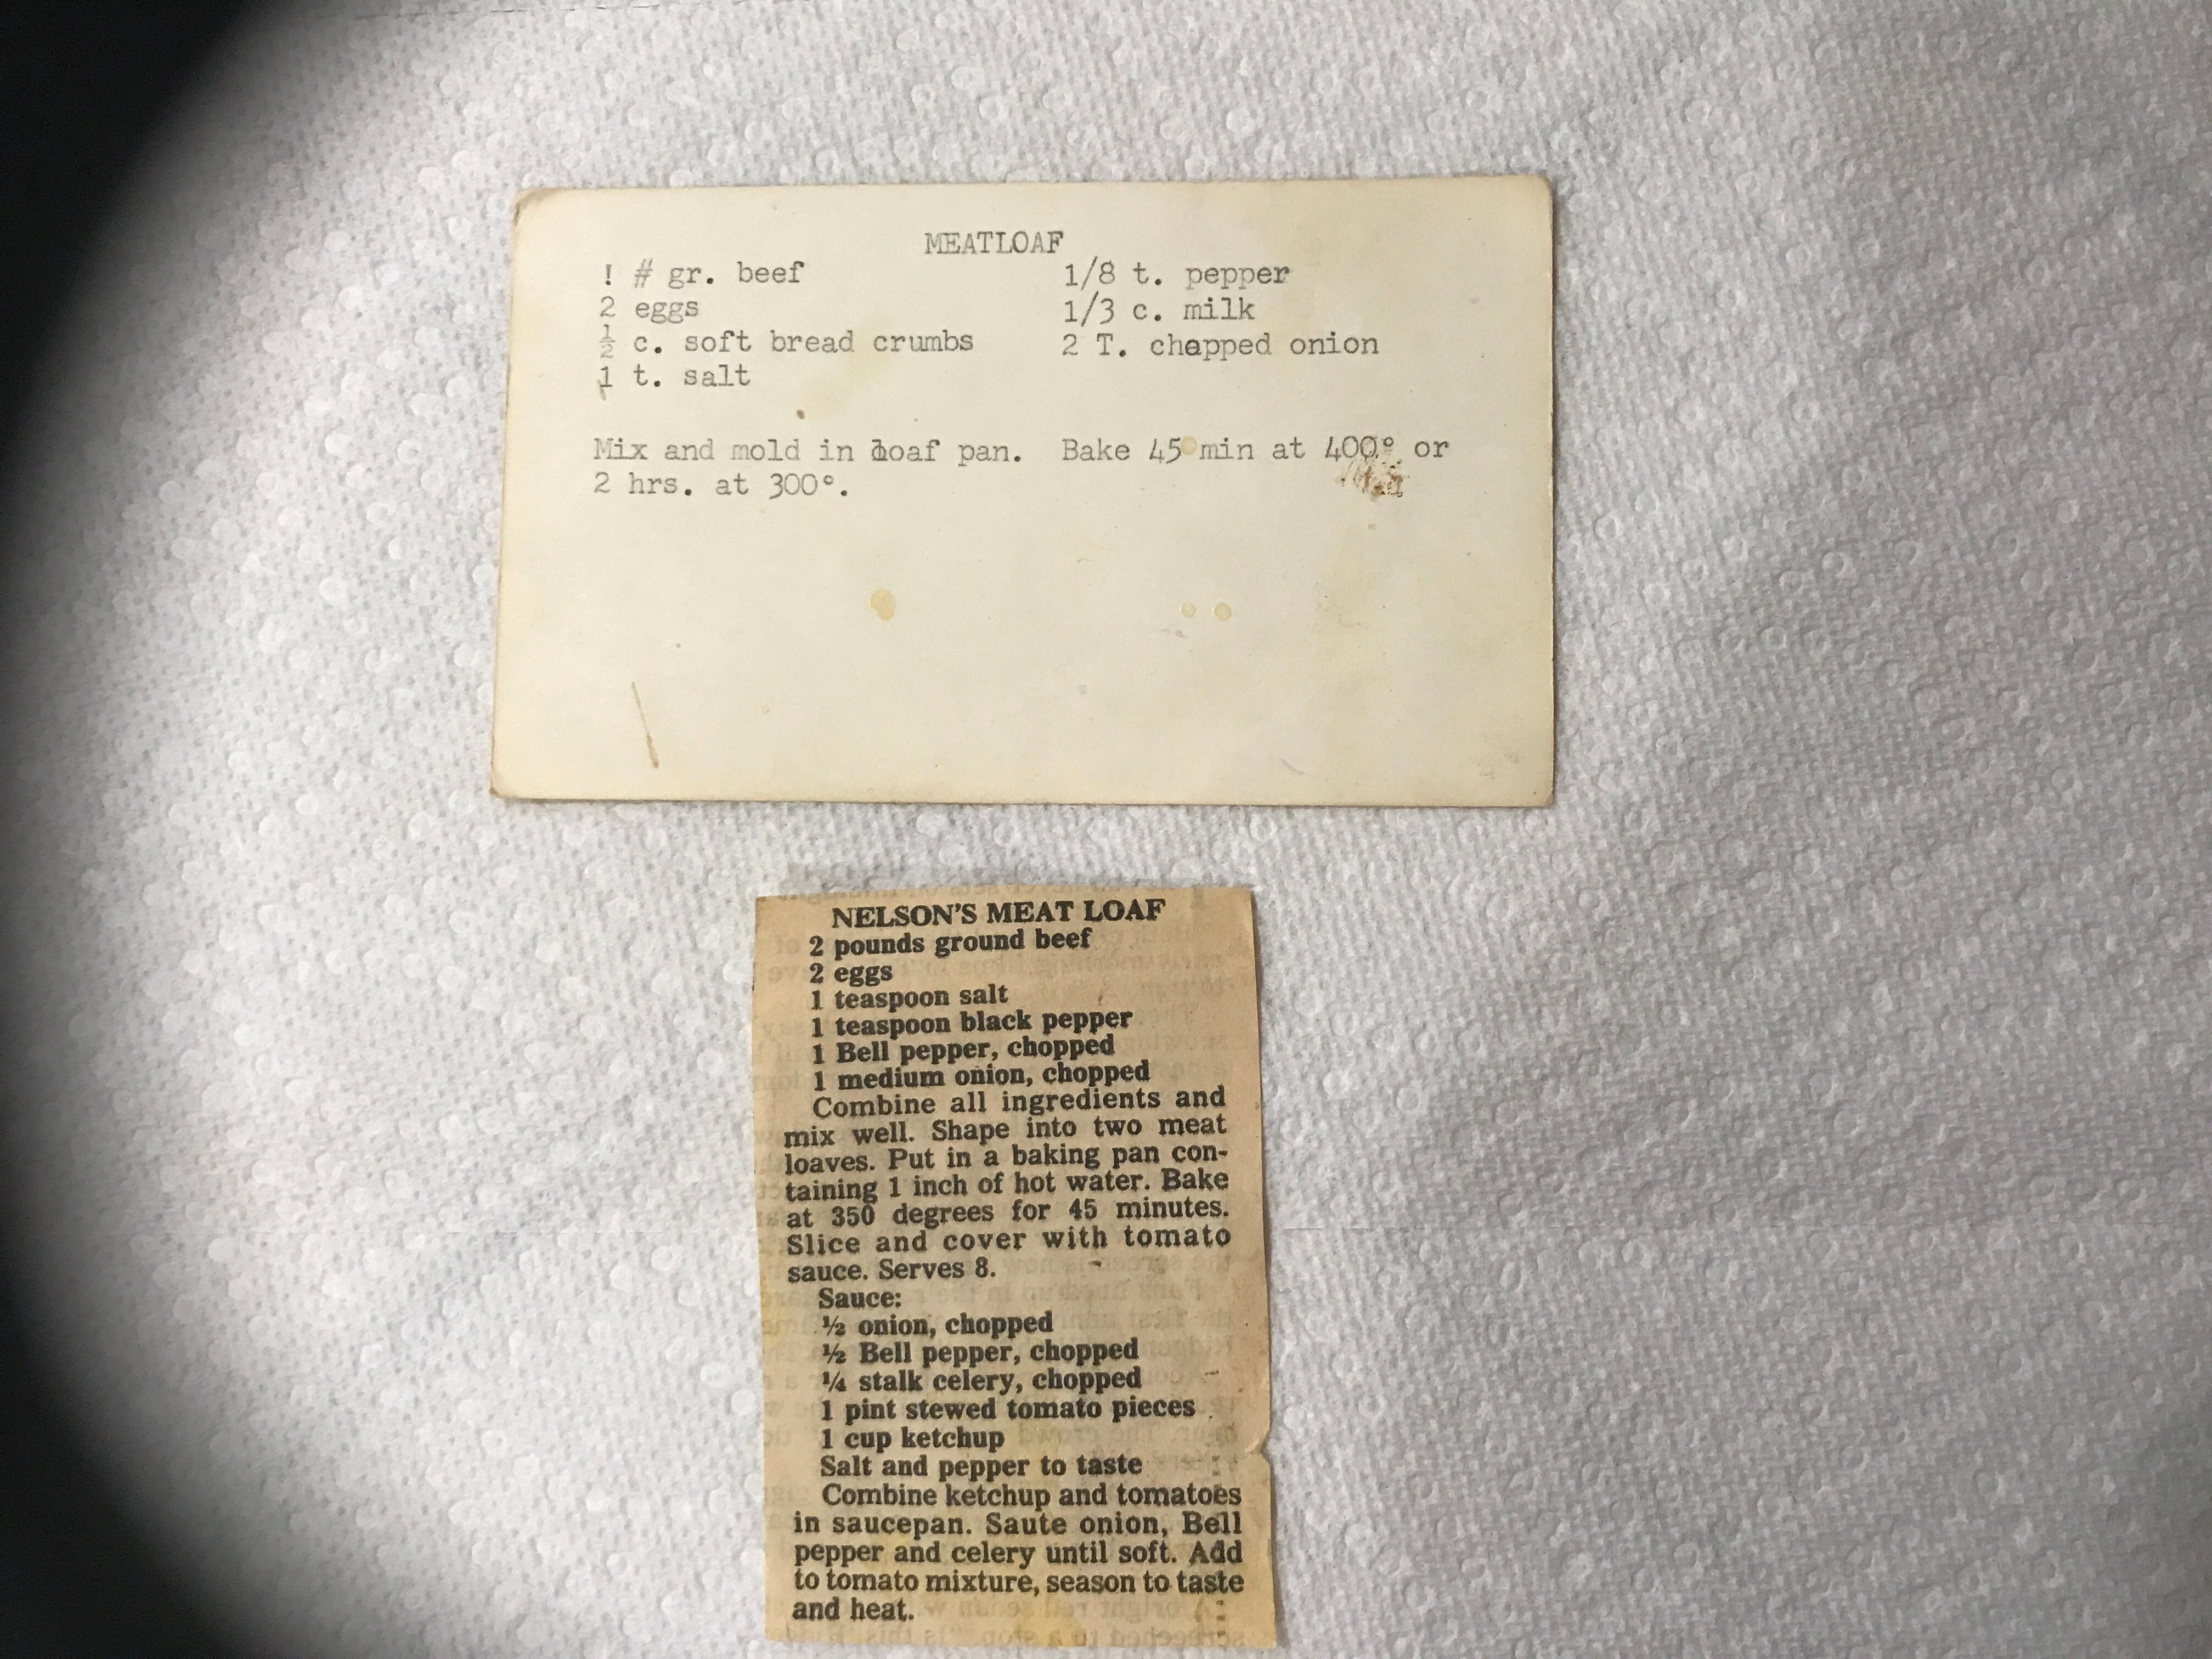 MEATLOAF
! # gr. beef 1/8 t. pepper
2 eggs 1/3 c. milk
½ c. soft bread crumbs 2 T. chopped onion
1 t. salt
Mix and mold in loaf pan. Bake 45 min at 400° or
2 hrs. at 300°.
NELSON'S MEAT LOAF
2 pounds ground beef
2 eggs
1 teaspoon salt
1 teaspoon black pepper
1 Bell pepper, chopped
1 medium onion, chopped
Combine all ingredients and
mix well. Shape into two meat
loaves. Put in a baking pan con-
taining 1 inch of hot water. Bake
at 350 degrees for 45 minutes.
Slice and cover with tomato
sauce. Serves 8.
Sauce:
½ onion, chopped
½ Bell pepper, chopped
¼ stalk celery, chopped
1 pint stewed tomato pieces
1 cup ketchup
Salt and pepper to taste
Combine ketchup and tomatoes
in saucepan. Saute onion, Bell
pepper and celery until soft. Add
to tomato mixture, season to taste
and heat.